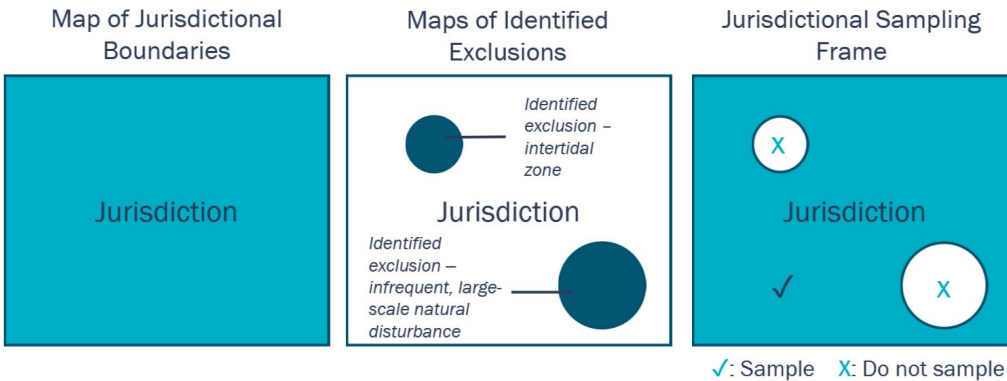 Map of Jurisdictional
Boundaries
Jurisdiction
Maps of Identified
Exclusions
Identified
exclusion –
intertidal
zone
Jurisdiction
Identified
exclusion –
infrequent, large-
scale natural
disturbance
Jurisdictional Sampling
Frame
X
Jurisdiction
✓
X
✓: Sample X: Do not sample